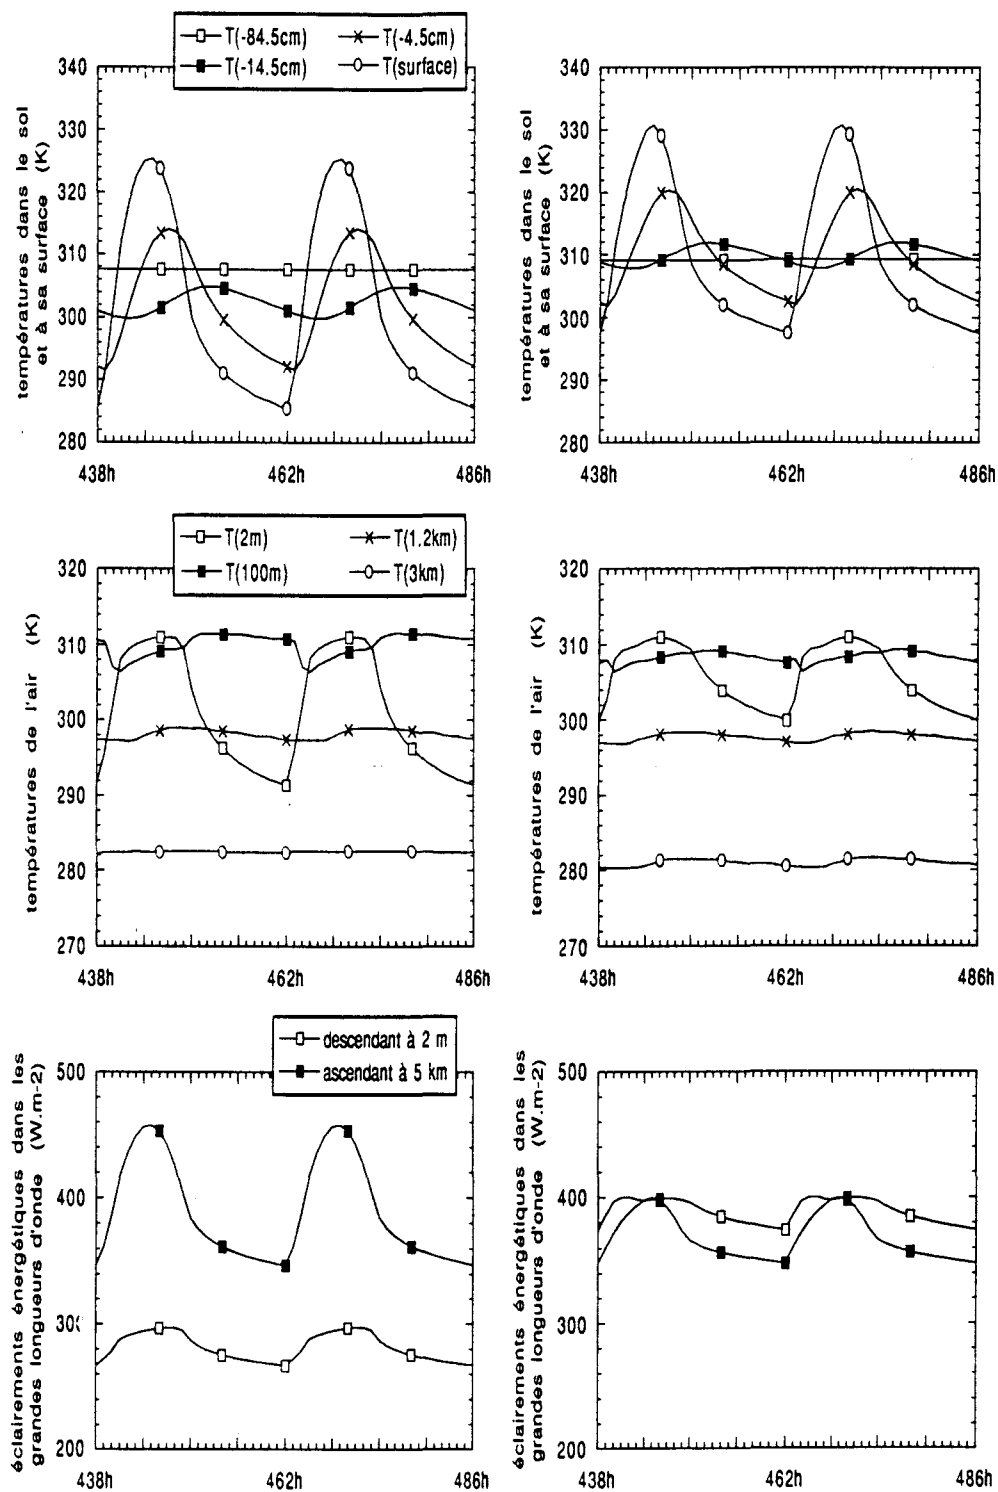 T(-84.5cm) T(-4.5cm)
T(-14.5cm) T(surface)
températures dans le sol
et à sa surface (K)
340
330
320
310
300
290
280
438h 462h 486h
températures dans le sol
et à sa surface (K)
340
330
320
310
300
290
280
438h 462h 486h
T(2m) T(1.2km)
T(100m) T(3km)
températures de l'air (K)
320
310
300
290
280
270
438h 462h 486h
températures de l'air (K)
320
310
300
290
280
270
438h 462h 486h
descendant à 2 m
ascendant à 5 km
éclairements énergétiques dans les
grandes longueurs d'onde (W.m-2)
500
400
300
200
438h 462h 486h
éclairements énergétiques dans les
grandes longueurs d'onde (W.m-2)
500
400
300
200
438h 462h 486h